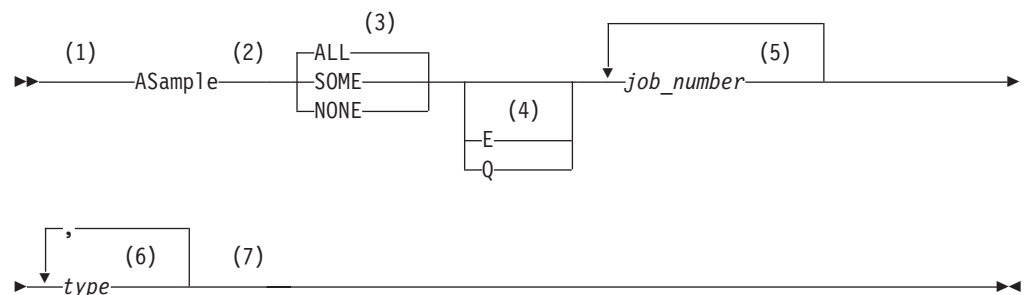 (1) (2) (3)
ALL
ASample SOME job_number (5)
NONE (4)
E
Q
,
(6) (7)
type